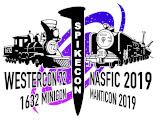 SPIKECON
WESTERCON 72 NASFIC 2019
1632 MINICON MANTICON 2019